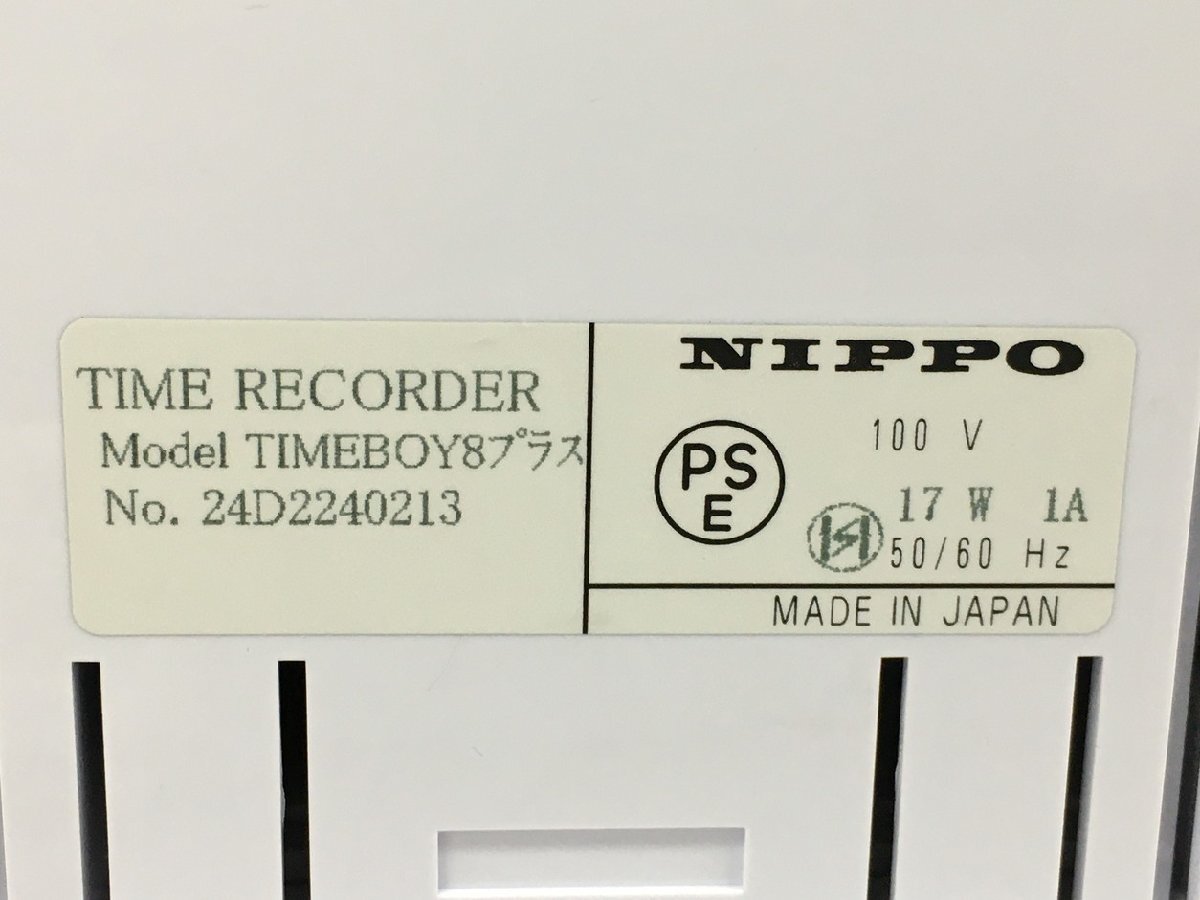 TIME RECORDER
Model TIMEBOY8プラス
No. 24D2240213
NIPPO
PS
E
100 V
17 W 1A
50/60 Hz
MADE IN JAPAN